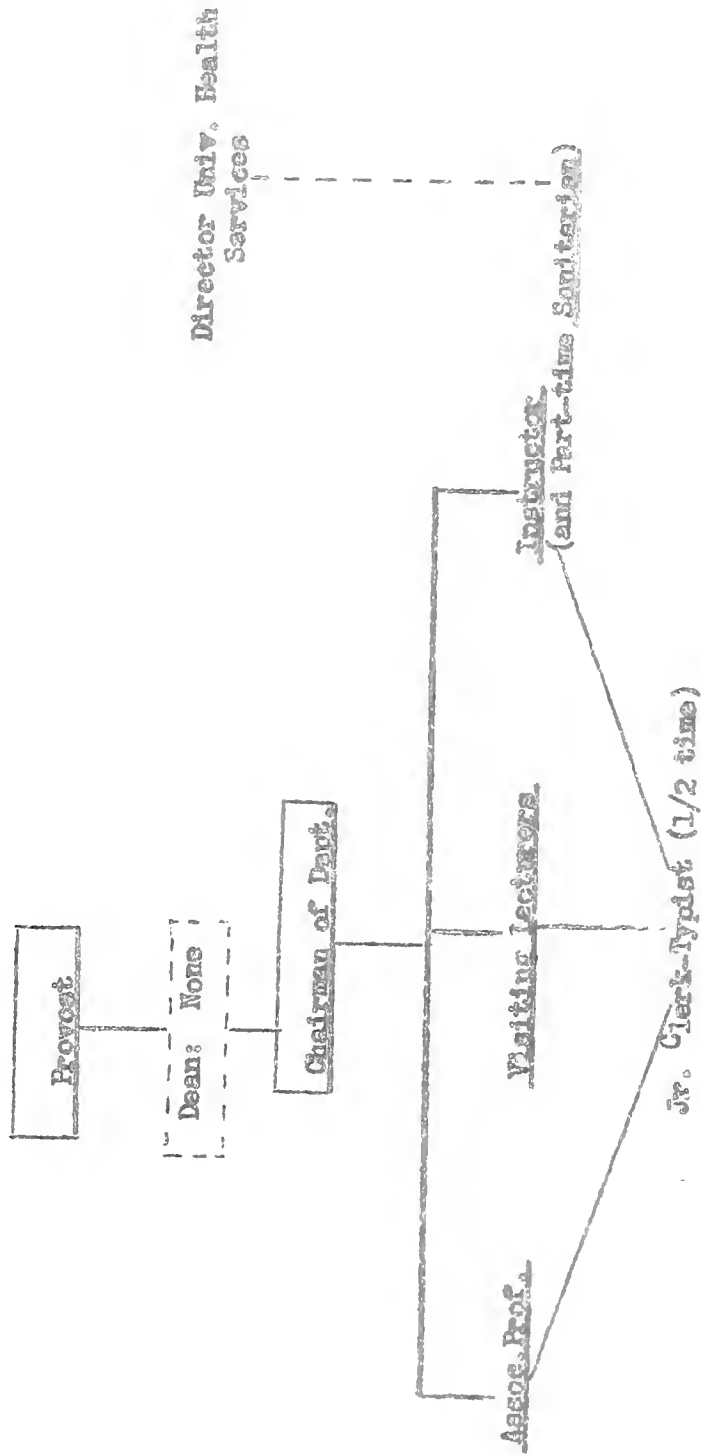 Provost
Dean: None
Chairman of Dept.
Director Univ. Health
Services
Assoc. Prof.
Visiting Lecturers
Instructor
(and Part-time Sanitarian)
Jr. Clerk-Typist (1/2 time)